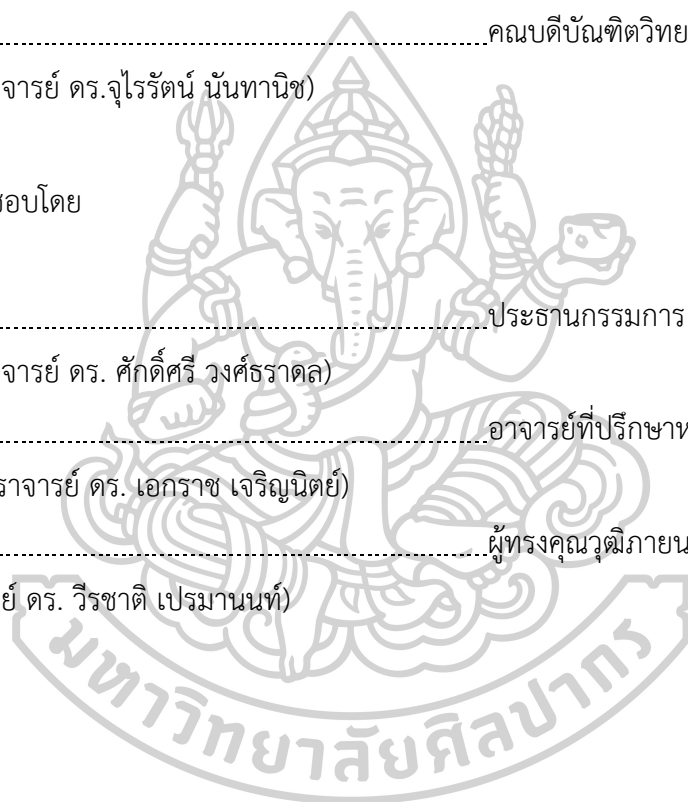 คณบดีบัณฑิตวิทย
จารย์ ดร.จุไรรัตน์ นันทานิช)
สอบโดย
ประธานกรรมการ
จารย์ ดร. ศักดิ์ศรี วงศ์ธราดล)
อาจารย์ที่ปรึกษาห
ราจารย์ ดร. เอกราช เจริญนิตย์)
ผู้ทรงคุณวุฒิภายน
ย์ ดร. วีรชาติ เปรมานนท์)
มหาวิทยาลัยศิลปากร